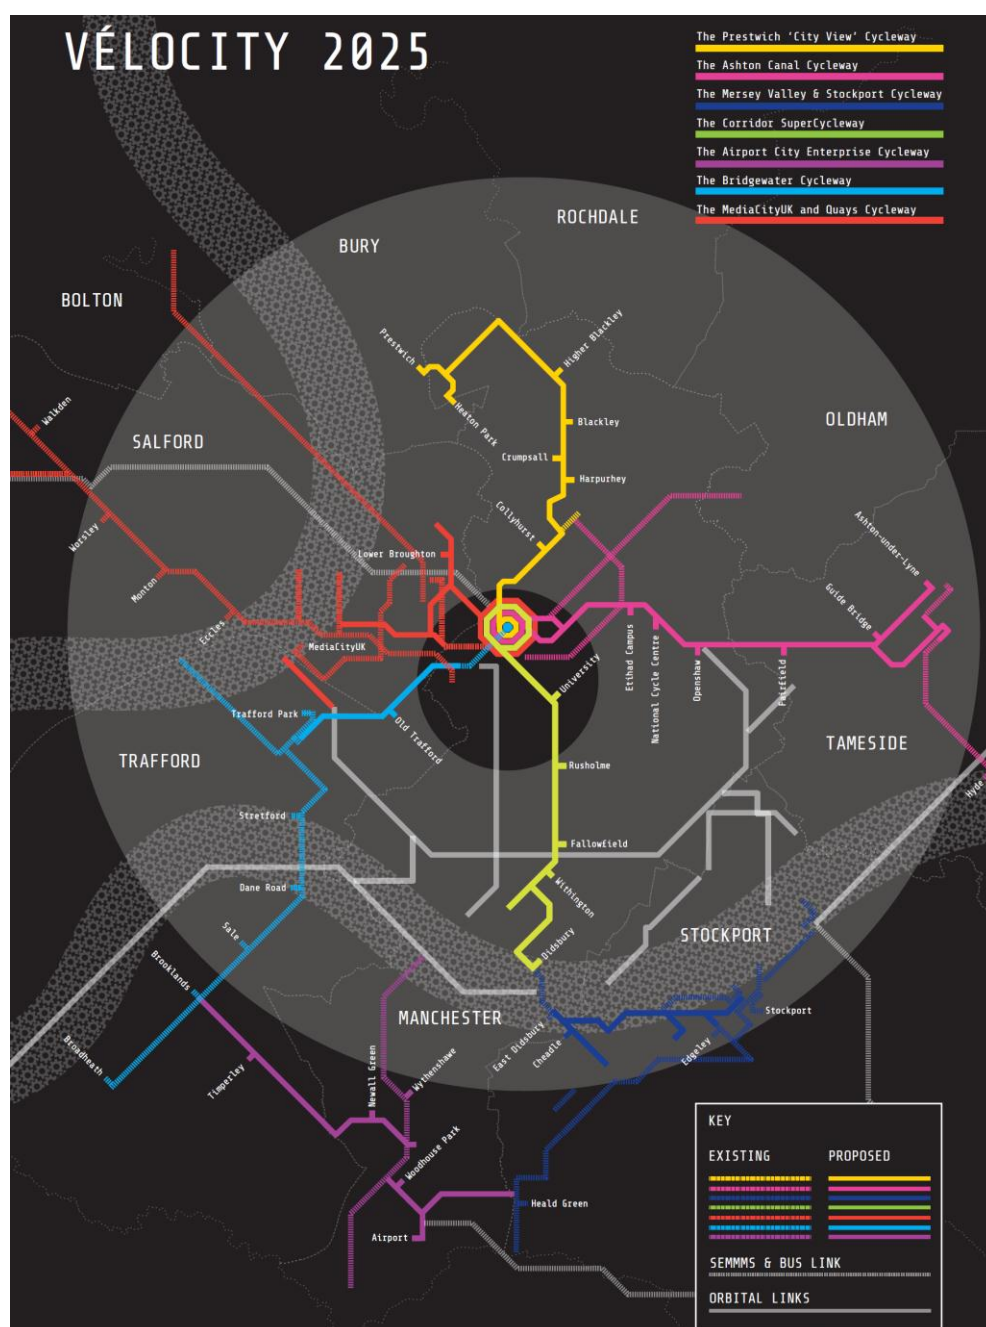 VÉLOCITY 2025
The Prestwich ‘City View’ Cycleway
The Ashton Canal Cycleway
The Mersey Valley & Stockport Cycleway
The Corridor SuperCycleway
The Airport City Enterprise Cycleway
The Bridgewater Cycleway
The MediaCityUK and Quays Cycleway
ROCHDALE
BURY
BOLTON
Prestwich
Higher Blackley
Heaton Park
Walkden
Blackley
OLDHAM
SALFORD
Crumpsall
Harpurhey
Collyhurst
Worsley
Ashton-under-Lyne
Lower Broughton
Monton
Guide Bridge
Eccles
MediaCityUK
Etihad Campus
National Cycle Centre
Openshaw
Fairfield
University
Trafford Park
Old Trafford
TRAFFORD
TAMESIDE
Rusholme
Hyde
Stretford
Fallowfield
Dane Road
Withington
Sale
Didsbury
STOCKPORT
Brooklands
MANCHESTER
Stockport
East Didsbury
Cheadle
Edgeley
Broadheath
Timperley
Newall Green
Wythenshawe
Woodhouse Park
Heald Green
Airport
KEY
EXISTING
PROPOSED
SEMMMS & BUS LINK
ORBITAL LINKS